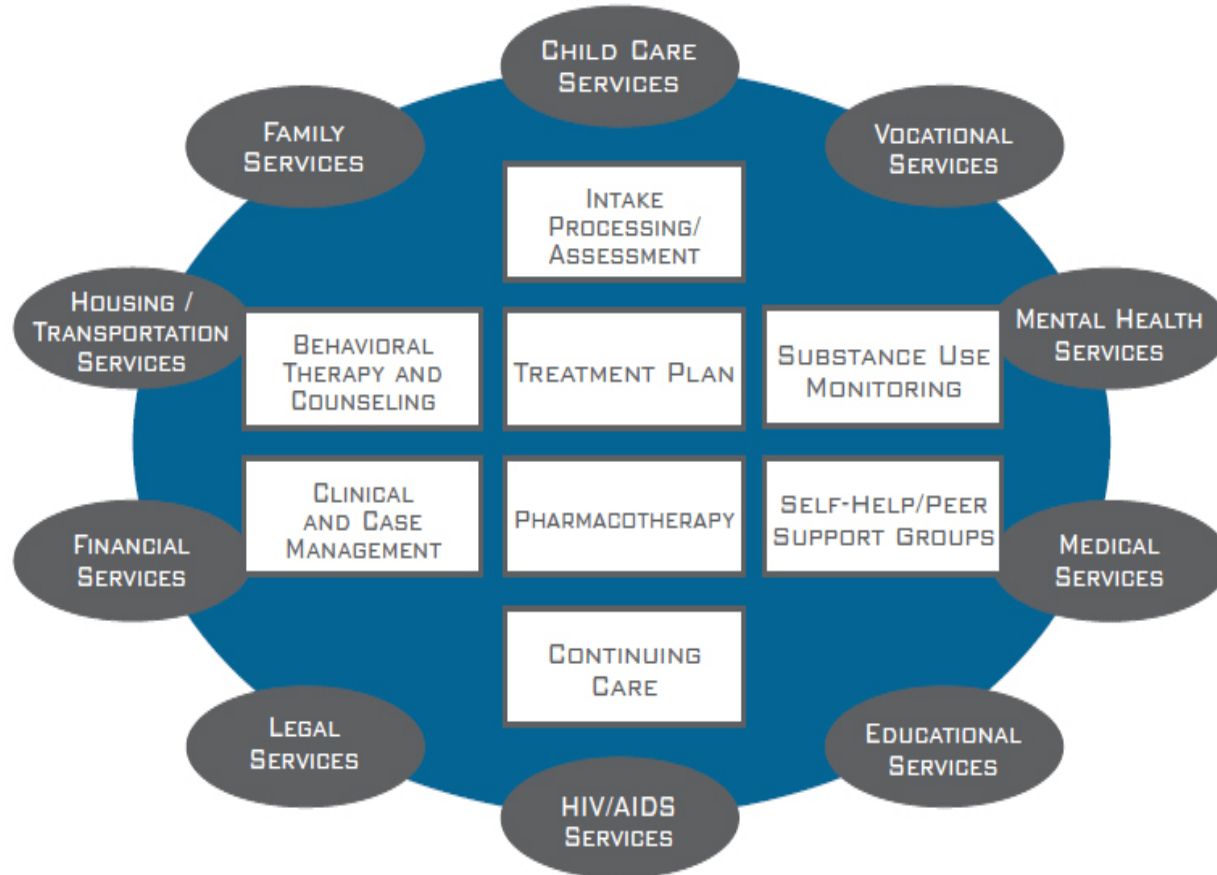 Child Care
Services
Family
Services
Vocational
Services
Intake
Processing/
Assessment
Housing /
Transportation
Services
Behavioral
Therapy and
Counseling
Treatment Plan
Substance Use
Monitoring
Mental Health
Services
Financial
Services
Clinical
and Case
Management
Pharmacotherapy
Self-Help/Peer
Support Groups
Medical
Services
Continuing
Care
Legal
Services
Educational
Services
HIV/AIDS
Services